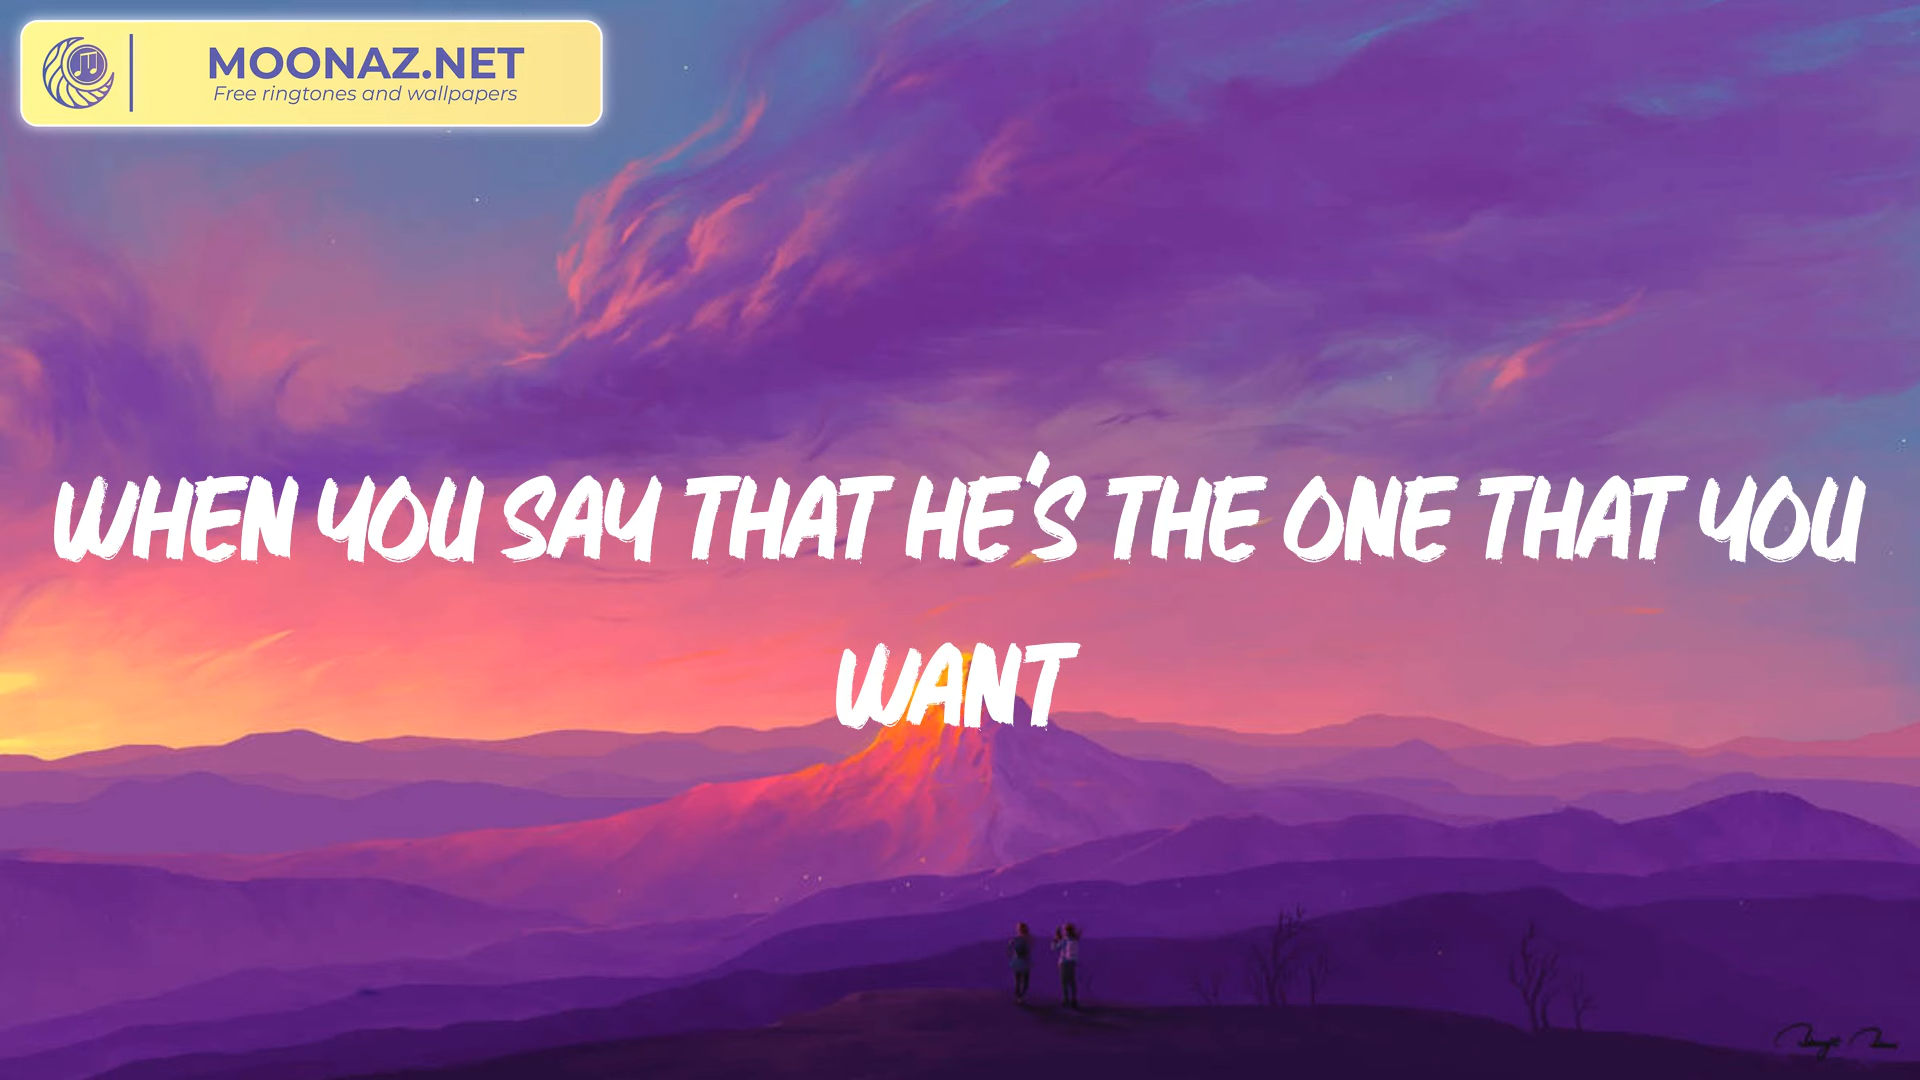 MOONAZ.NET
Free ringtones and wallpapers
WHEN YOU SAY THAT HE'S THE ONE THAT YOU
WANT